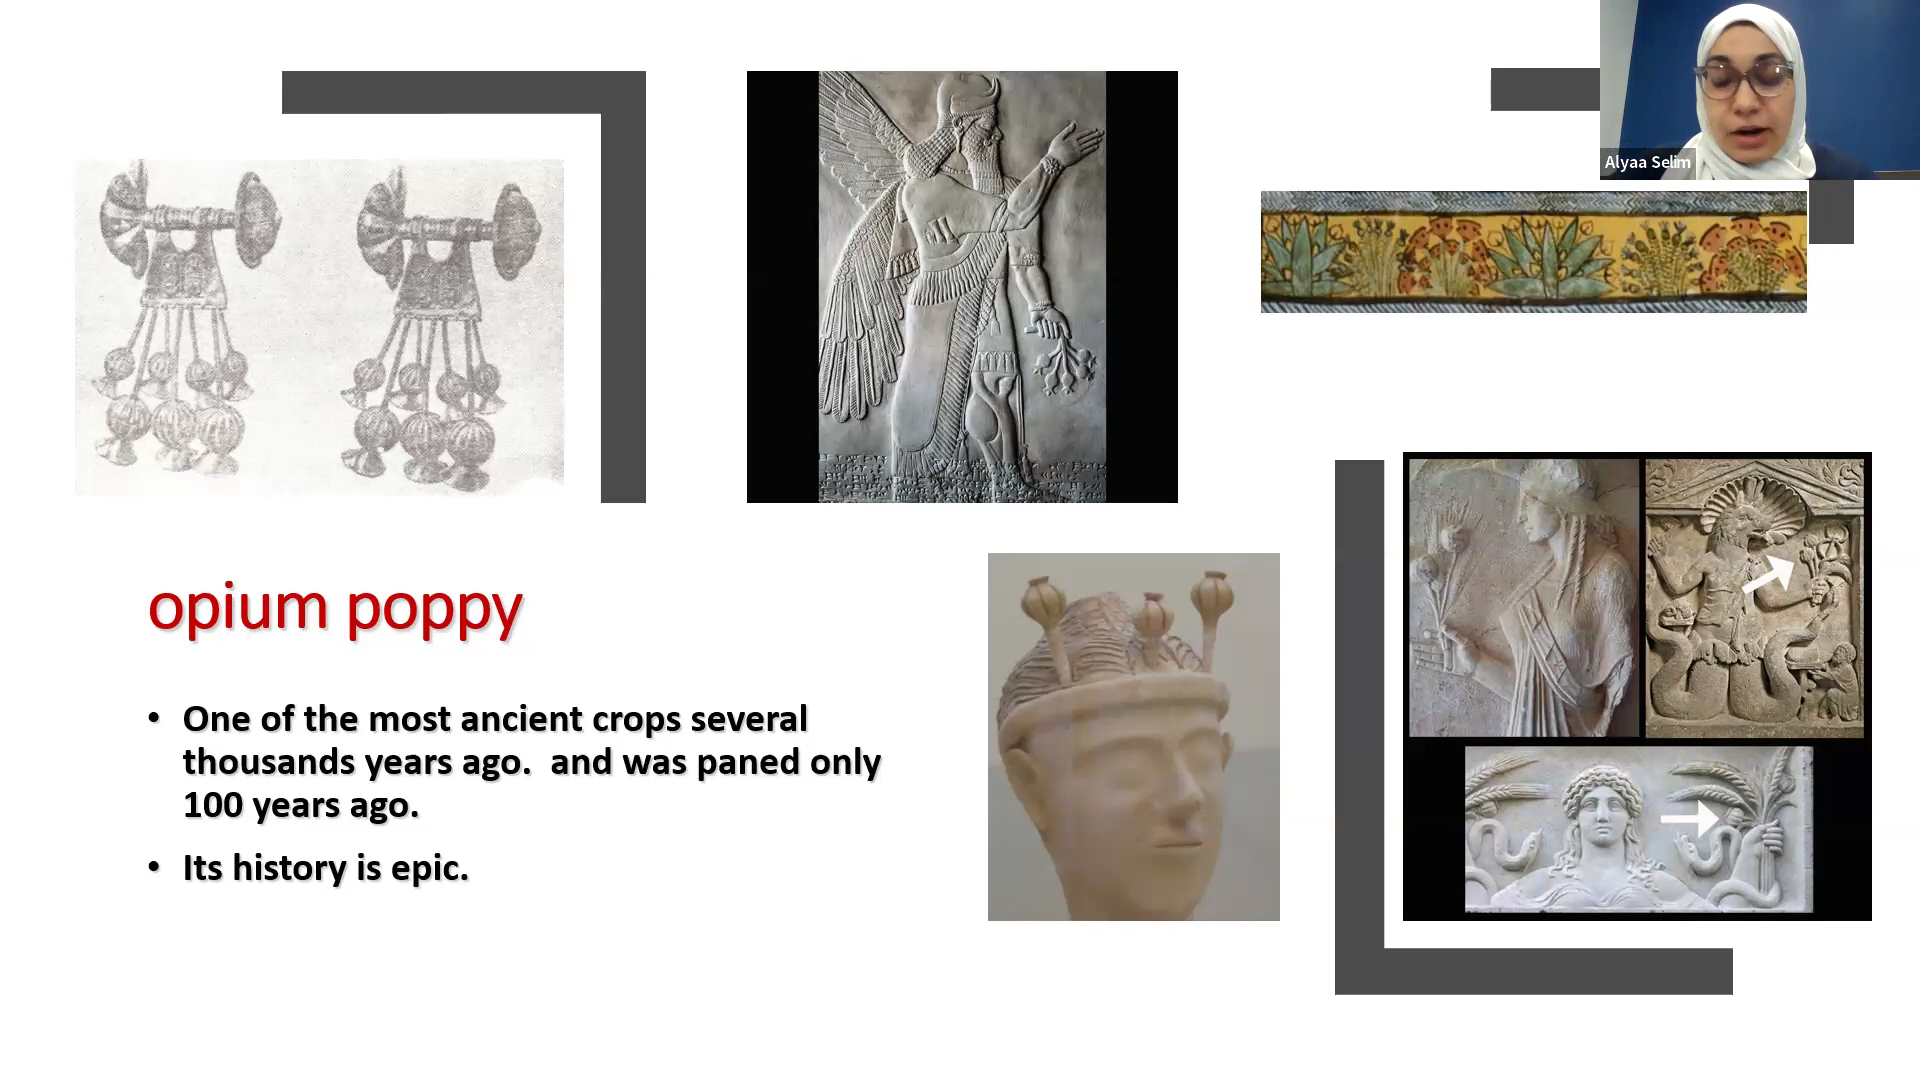 Alyaa Selim
opium poppy
• One of the most ancient crops several
thousands years ago.  and was paned only
100 years ago.
• Its history is epic.